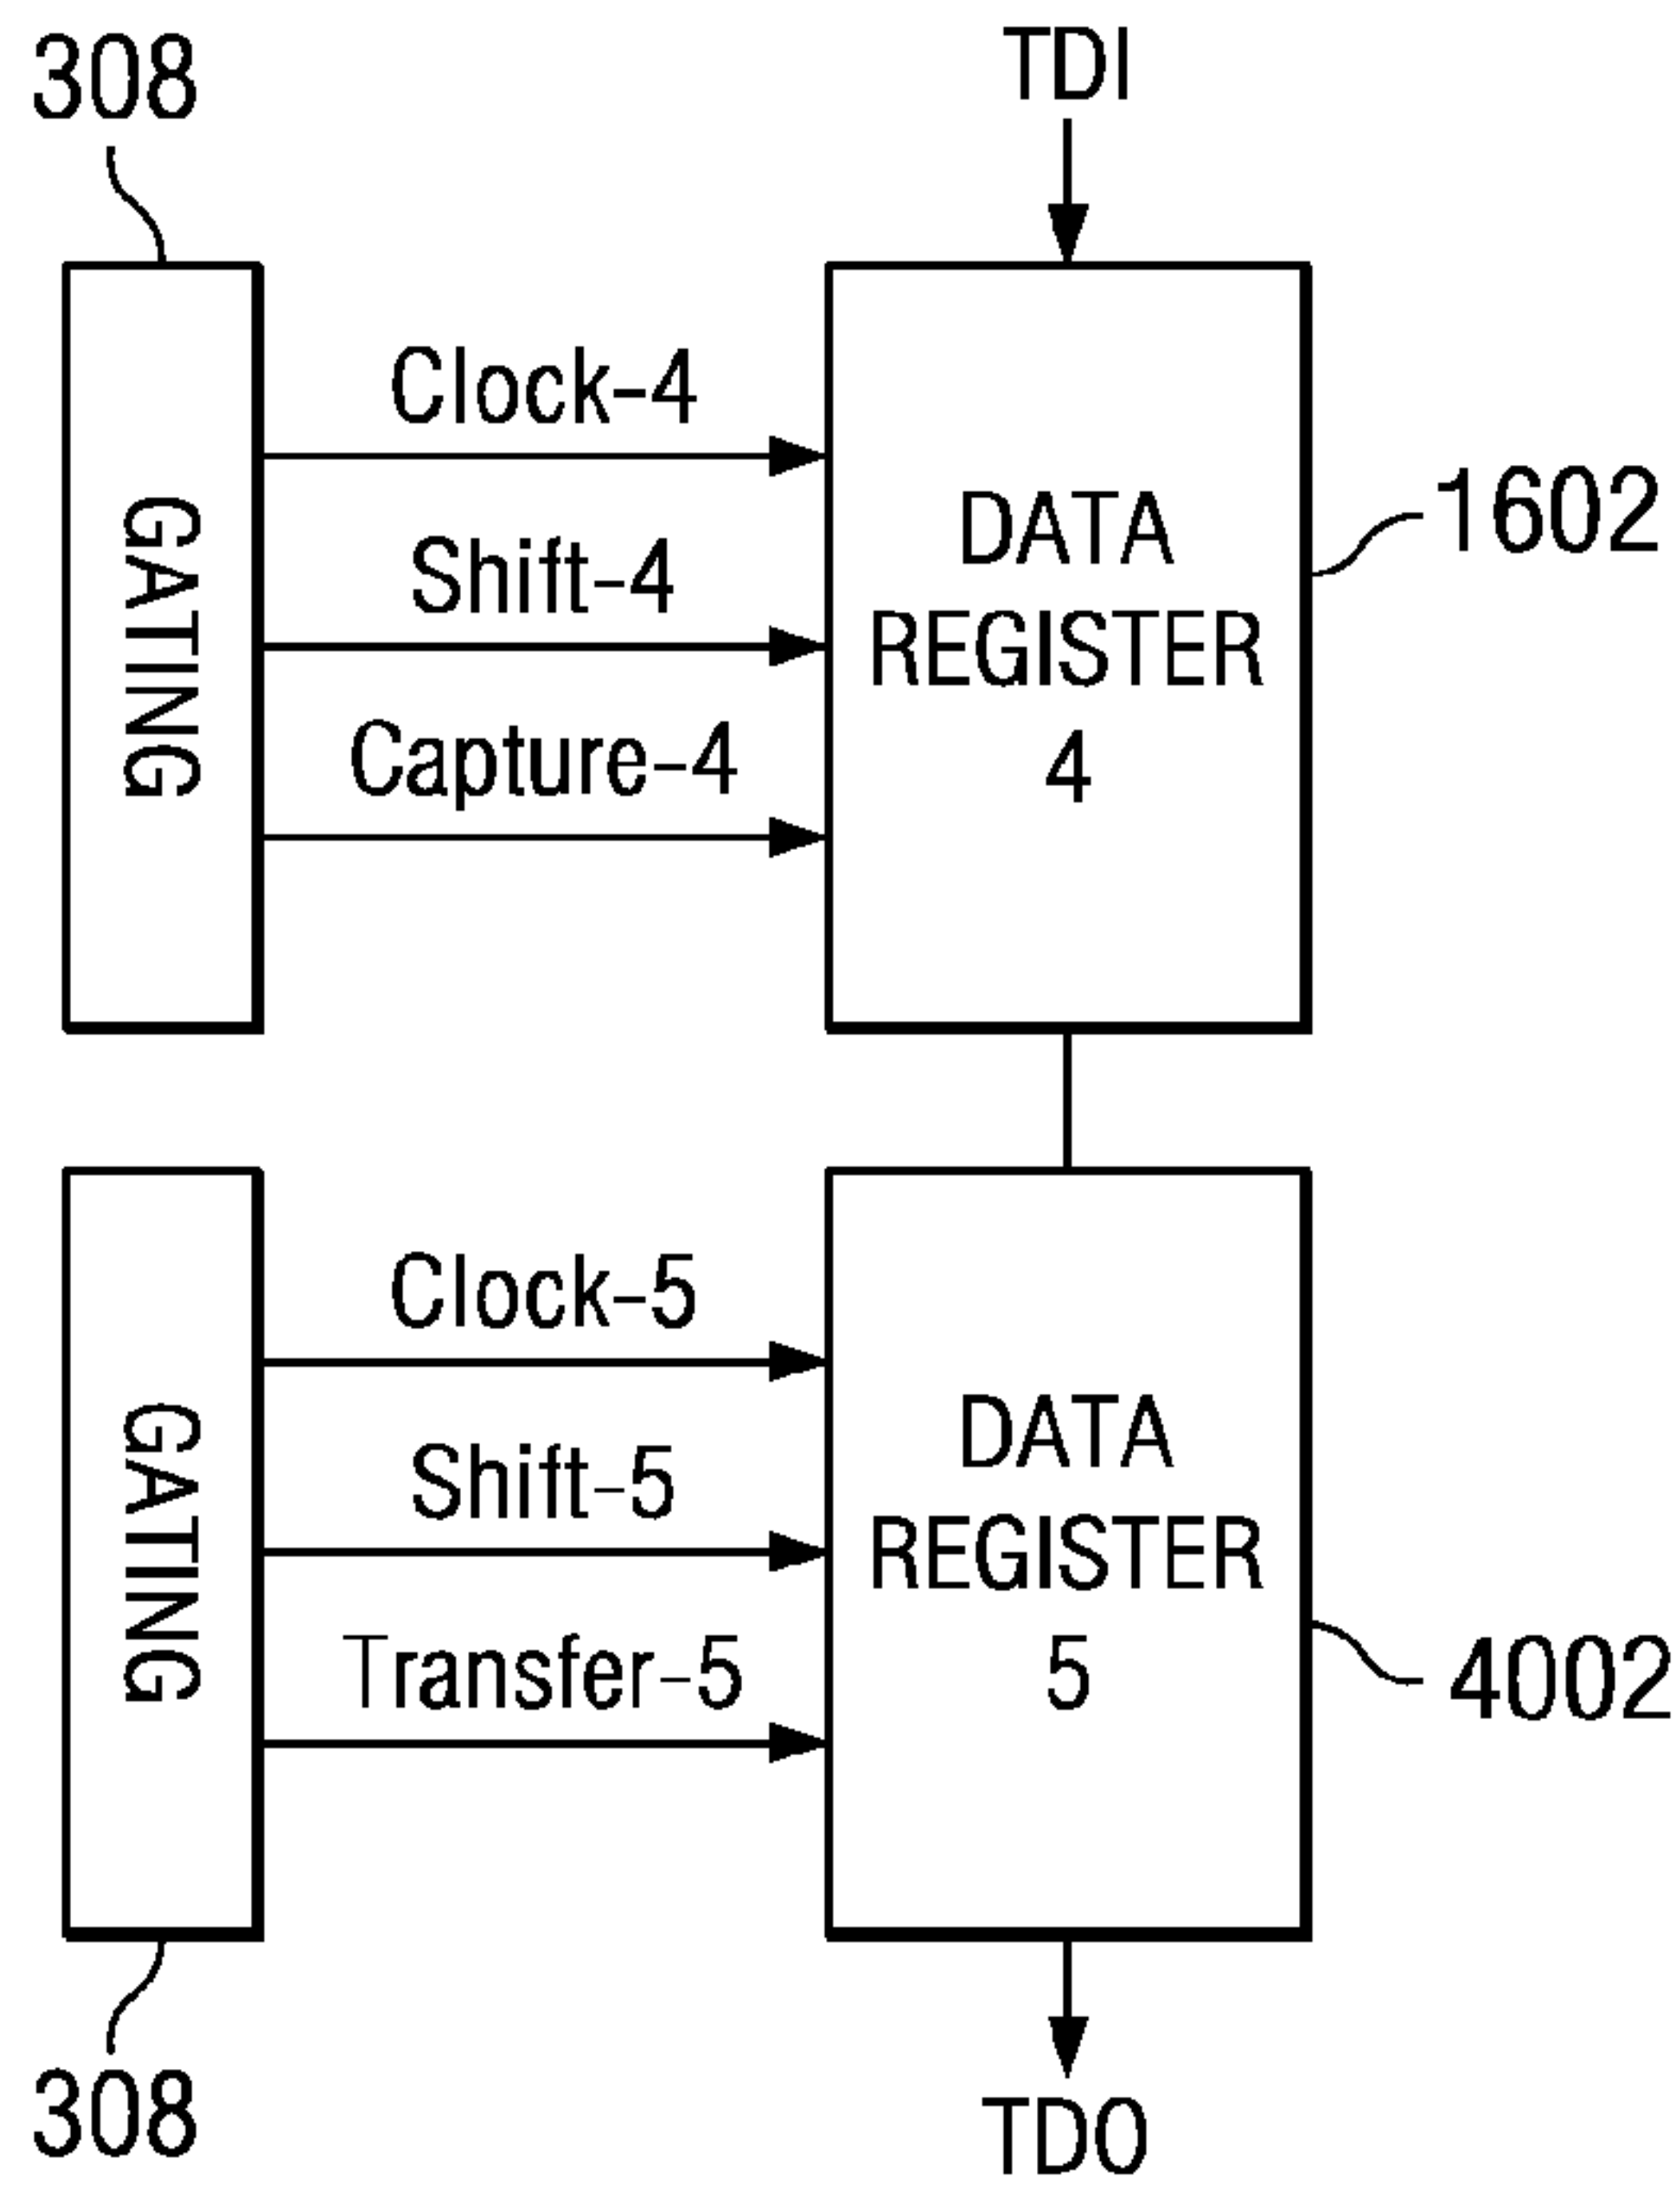 308
TDI
GATING
Clock-4
Shift-4
Capture-4
DATA
REGISTER
4
1602
GATING
Clock-5
Shift-5
Transfer-5
DATA
REGISTER
5
4002
308
TDO